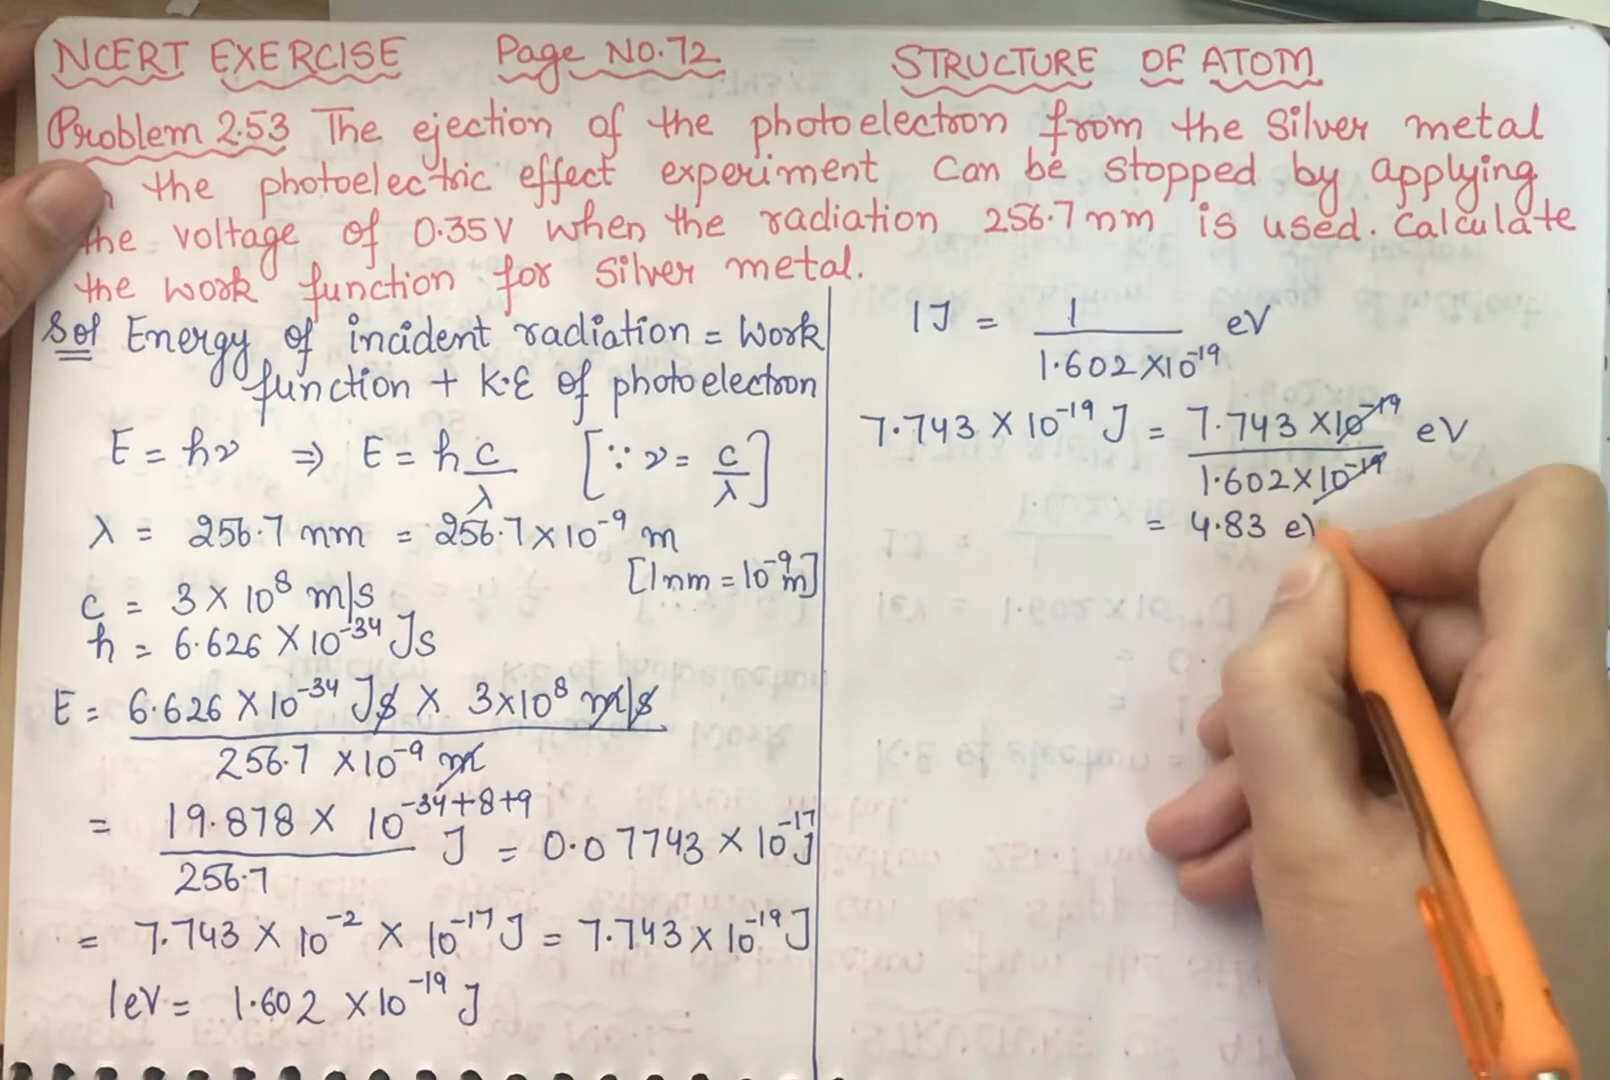 NCERT EXERCISE Page NO.72 STRUCTURE OF ATOM
Problem 2.53 The ejection of the photoelectron from the Silver metal
the photoelectric effect experiment can be stopped by applying
the voltage of 0.35V when the radiation 256.7nm is used. Calculate
the work function for silver metal.
Sol Energy of incident radiation = Work
function + K.E of photoelectron
E = hν ⇒ E = h c/λ [∵ ν = c/λ]
λ = 256.7 nm = 256.7 × 10⁻⁹ m
[1nm = 10⁻⁹m]
c = 3 × 10⁸ m/s
h = 6.626 × 10⁻³⁴ Js
E = 6.626 × 10⁻³⁴ Js × 3×10⁸ m/s
256.7 × 10⁻⁹ m
= 19.878 × 10⁻³⁴⁺⁸⁺⁹ J = 0.07743 × 10⁻¹⁷ J
256.7
= 7.743 × 10⁻² × 10⁻¹⁷ J = 7.743 × 10⁻¹⁹ J
1eV = 1.602 × 10⁻¹⁹ J
1J = 1 eV
1.602 × 10⁻¹⁹
7.743 × 10⁻¹⁹ J = 7.743 × 10⁻¹⁹ eV
1.602 × 10⁻¹⁹
= 4.83 eV